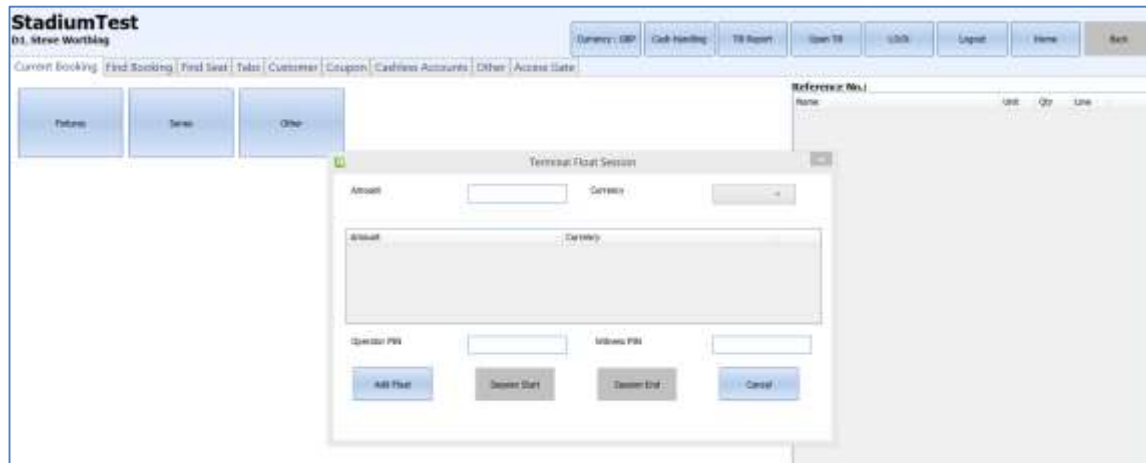 StadiumTest
D1. Steve Worthing
Currency : GBP Cash Handling Till Report Open Till LOCK Logout Home Back
Current Booking Find Booking Find Seat Tabs Customer Coupon Cashless Accounts Other Access Gate
Reference No.:
Name Unit Qty Line
Fixtures Series Other
Terminal Float Session
Amount Currency
Amount Currency
Operator PIN Witness PIN
Add Float Session Start Session End Cancel